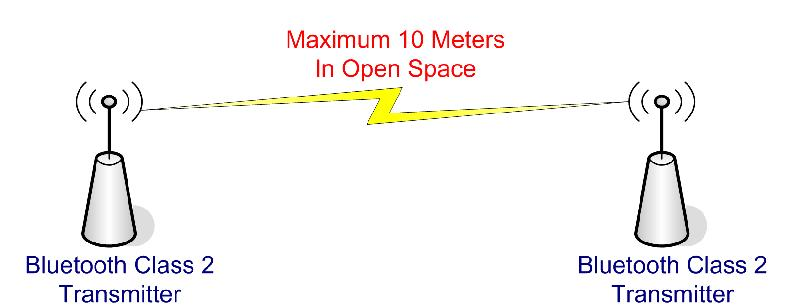 Maximum 10 Meters
In Open Space
Bluetooth Class 2
Transmitter
Bluetooth Class 2
Transmitter